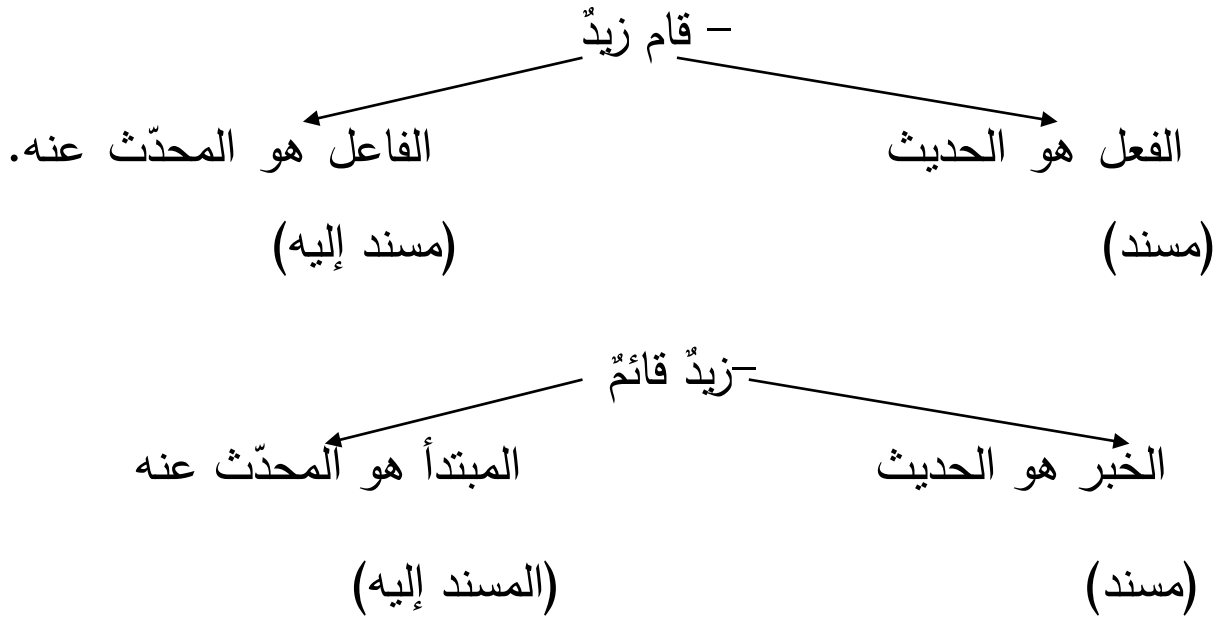 – قام زيدٌ
الفعل هو الحديث الفاعل هو المحدّث عنه.
(مسند) (مسند إليه)
–زيدٌ قائمٌ
الخبر هو الحديث المبتدأ هو المحدّث عنه
(مسند) (المسند إليه)